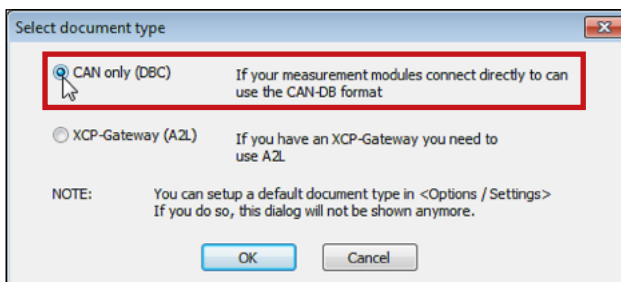 Select document type
CAN only (DBC)
If your measurement modules connect directly to can
use the CAN-DB format
XCP-Gateway (A2L)
If you have an XCP-Gateway you need to
use A2L
NOTE:
You can setup a default document type in <Options / Settings>
If you do so, this dialog will not be shown anymore.
OK
Cancel